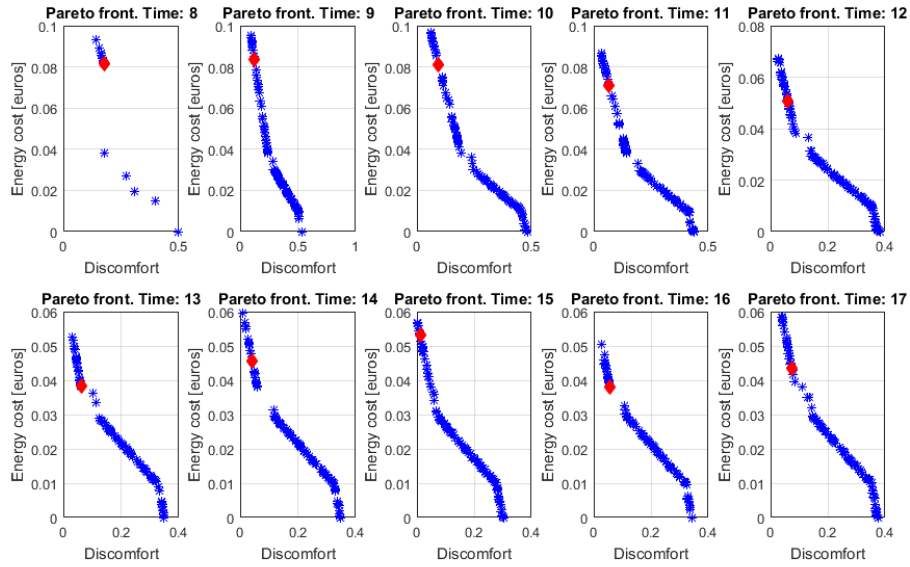 Pareto front. Time: 8 Pareto front. Time: 9 Pareto front. Time: 10 Pareto front. Time: 11 Pareto front. Time: 12
0.1 0.1 0.1 0.1 0.08
0.08 0.08 0.08 0.08
0.06
0.06 0.06 0.06 0.06
0.04
0.04 0.04 0.04 0.04
0.02
0.02 0.02 0.02 0.02
0 0 0 0 0
Energy cost [euros] Energy cost [euros] Energy cost [euros] Energy cost [euros] Energy cost [euros]
0 0.5 0 0.5 1 0 0.5 0 0.5 0 0.2 0.4
Discomfort Discomfort Discomfort Discomfort Discomfort
Pareto front. Time: 13 Pareto front. Time: 14 Pareto front. Time: 15 Pareto front. Time: 16 Pareto front. Time: 17
0.06 0.06 0.06 0.06 0.06
0.05 0.05 0.05 0.05 0.05
0.04 0.04 0.04 0.04 0.04
0.03 0.03 0.03 0.03 0.03
0.02 0.02 0.02 0.02 0.02
0.01 0.01 0.01 0.01 0.01
0 0 0 0 0
Energy cost [euros] Energy cost [euros] Energy cost [euros] Energy cost [euros] Energy cost [euros]
0 0.2 0.4 0 0.2 0.4 0 0.2 0.4 0 0.2 0.4 0 0.2 0.4
Discomfort Discomfort Discomfort Discomfort Discomfort